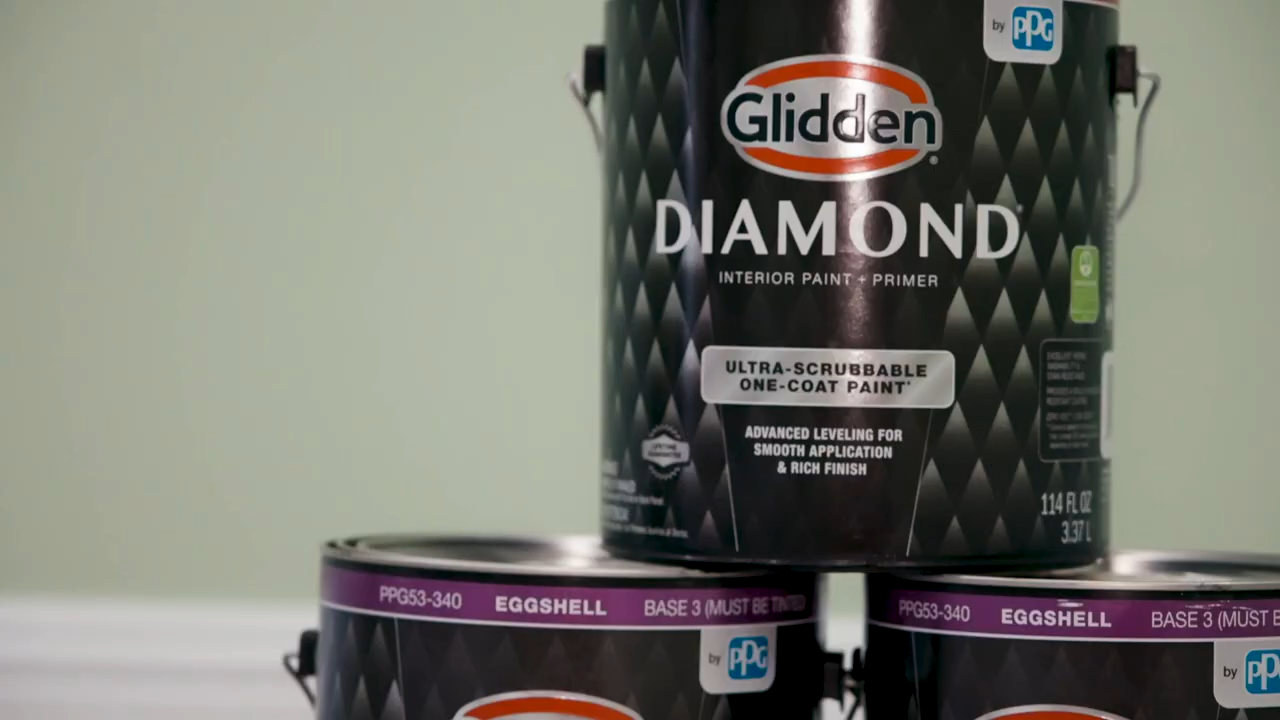 by PPG
Glidden
DIAMOND
INTERIOR PAINT + PRIMER
ULTRA-SCRUBBABLE
ONE-COAT PAINT*
ADVANCED LEVELING FOR
SMOOTH APPLICATION
& RICH FINISH
LIFETIME
GUARANTEE
114 FL OZ
3.37 L
PPG53-340 EGGSHELL BASE 3 (MUST BE TINTED
by PPG
PPG53-340 EGGSHELL BASE 3 (MUST B
by PPG